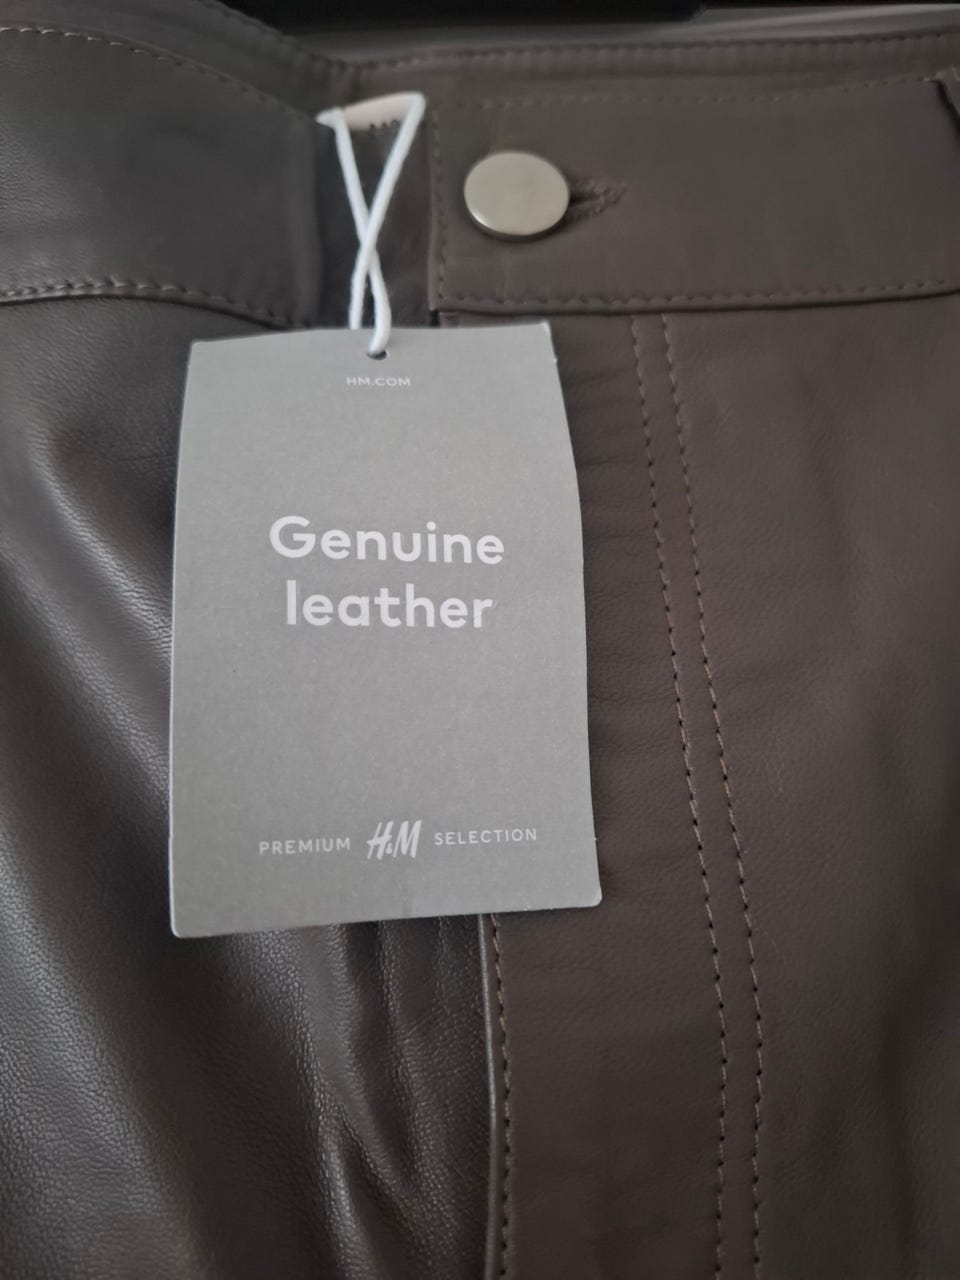 HM.COM
Genuine
leather
PREMIUM H&M SELECTION